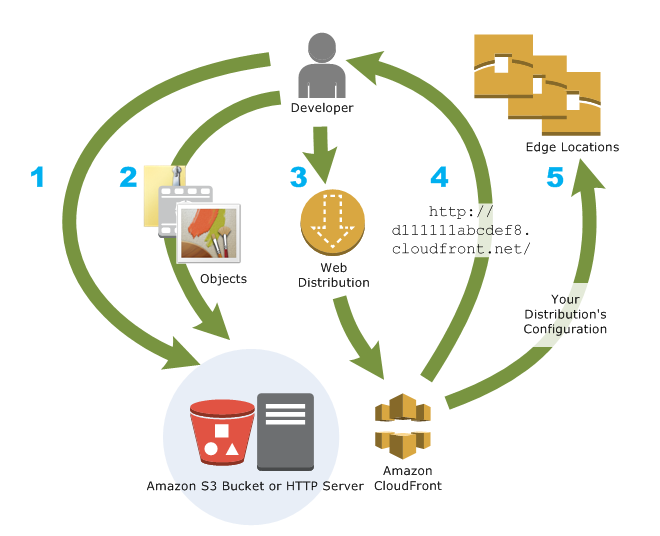 Developer
Edge Locations
1
2
3
4
5
http://
d111111abcdef8.
cloudfront.net/
Objects
Web
Distribution
Your
Distribution's
Configuration
Amazon S3 Bucket or HTTP Server
Amazon
CloudFront